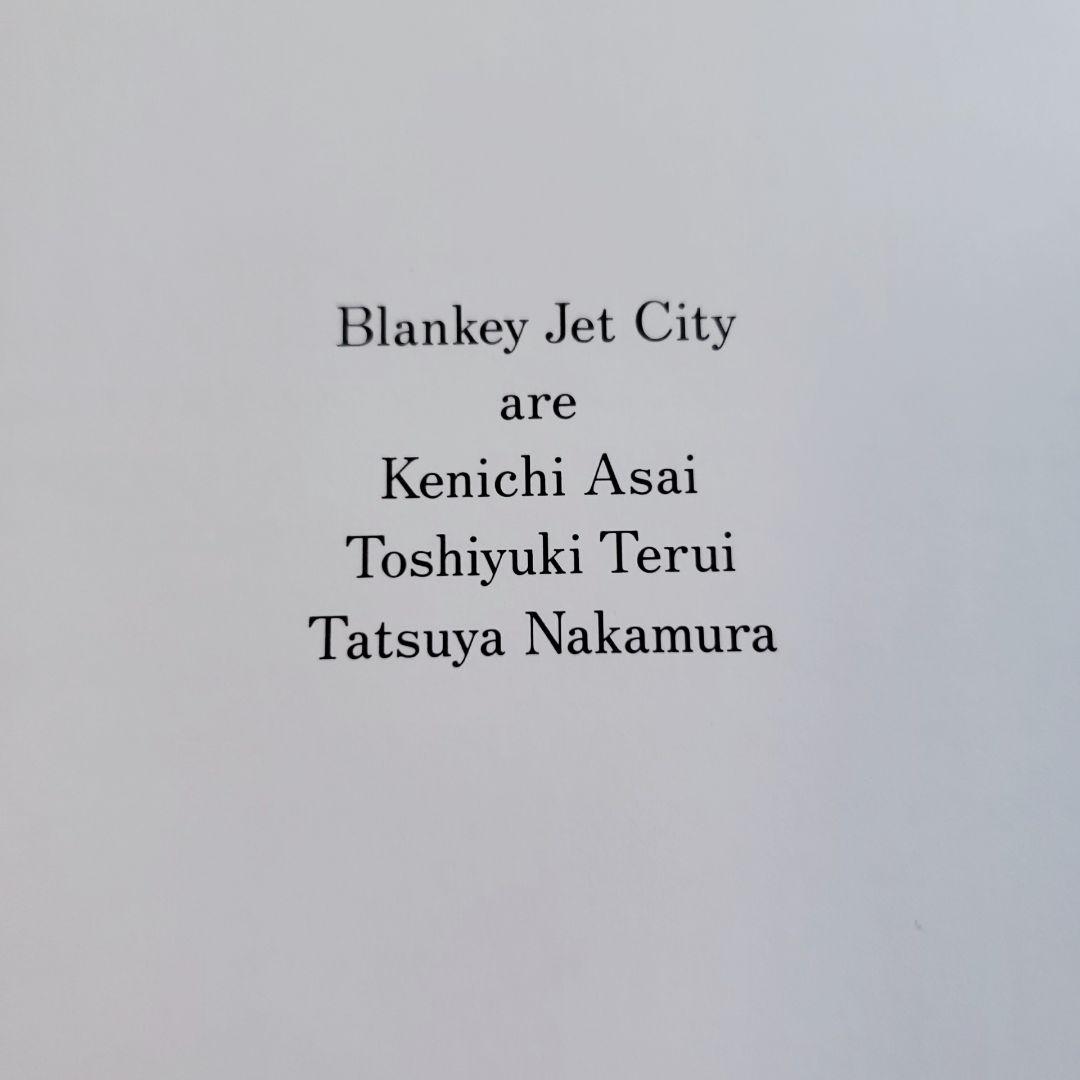 Blankey Jet City
are
Kenichi Asai
Toshiyuki Terui
Tatsuya Nakamura